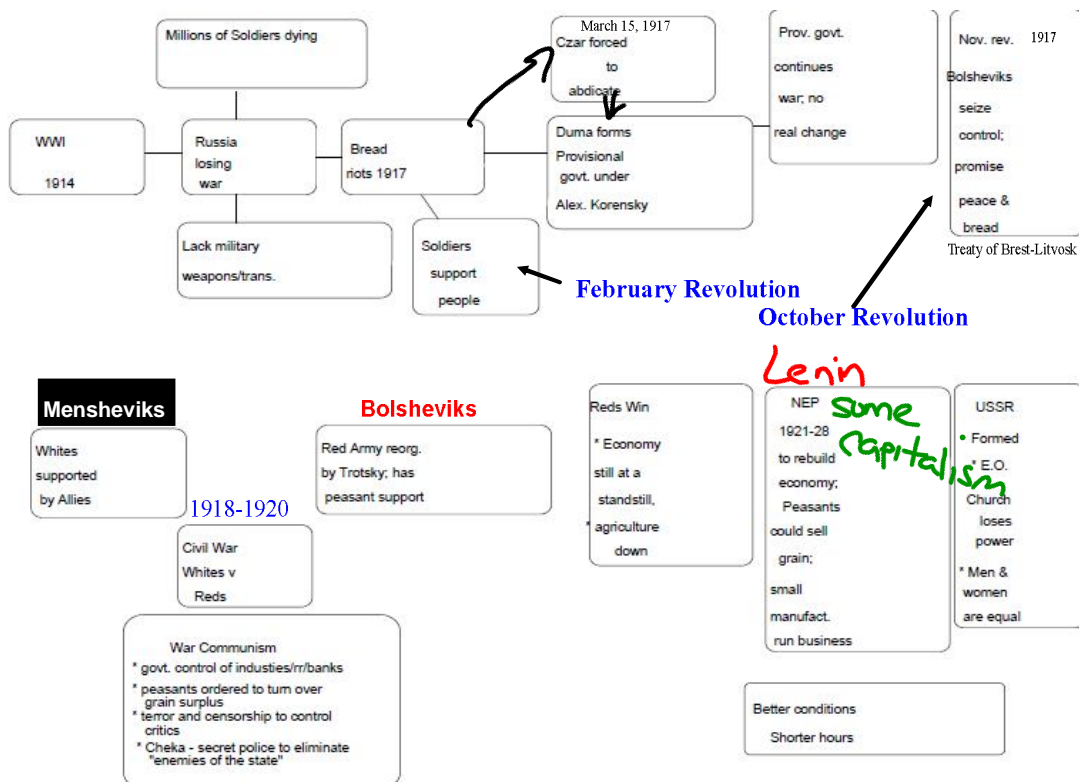 Millions of Soldiers dying
March 15, 1917
Czar forced
to
abdicate
Prov. govt.
continues
war; no
real change
Nov. rev. 1917
Bolsheviks
seize
control;
promise
peace &
bread
Treaty of Brest-Litvosk
WWI
1914
Russia
losing
war
Bread
riots 1917
Duma forms
Provisional
govt. under
Alex. Korensky
Lack military
weapons/trans.
Soldiers
support
people
February Revolution
October Revolution
Mensheviks
Whites
supported
by Allies
Bolsheviks
Red Army reorg.
by Trotsky; has
peasant support
1918-1920
Civil War
Whites v
Reds
War Communism
* govt. control of industies/rr/banks
* peasants ordered to turn over
grain surplus
* terror and censorship to control
critics
* Cheka - secret police to eliminate
"enemies of the state"
Reds Win
* Economy
still at a
standstill,
* agriculture
down
Lenin
some
capitalism
NEP
1921-28
to rebuild
economy;
Peasants
could sell
grain;
small
manufact.
run business
USSR
* Formed
* E.O.
Church
loses
power
* Men &
women
are equal
Better conditions
Shorter hours